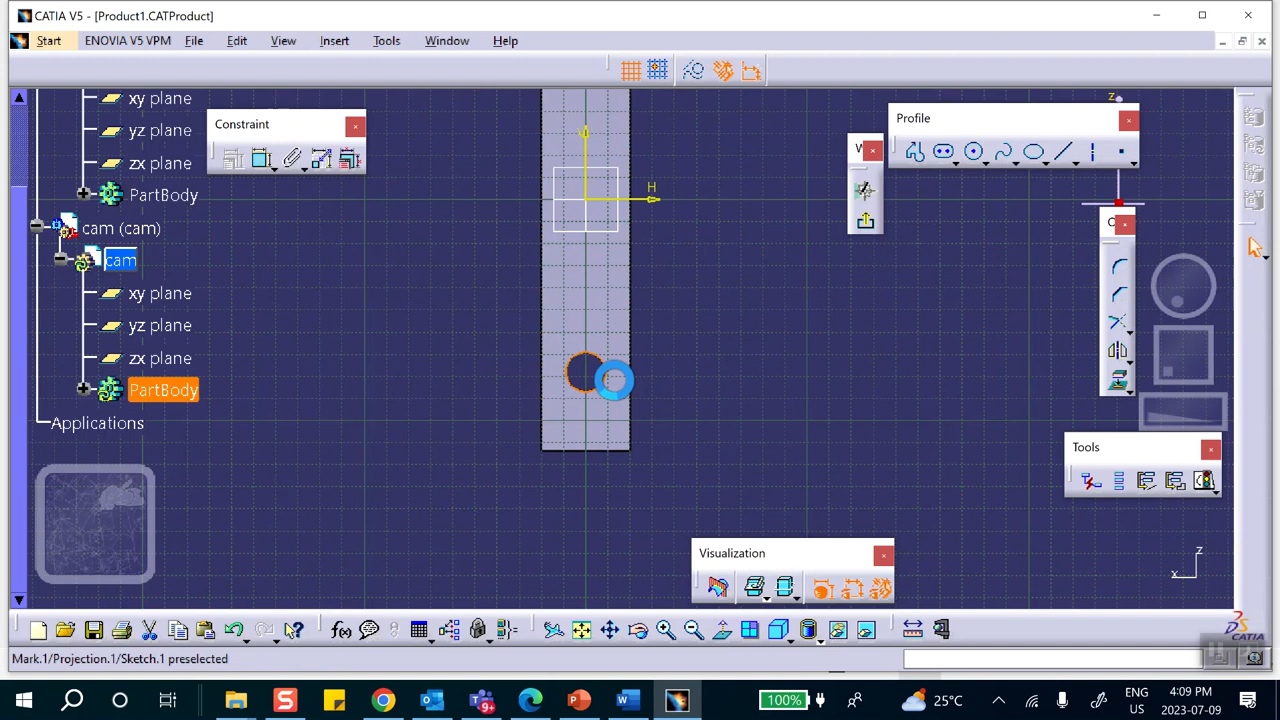 CATIA V5 - [Product1.CATProduct]
Start ENOVIA V5 VPM File Edit View Insert Tools Window Help
xy plane
yz plane
zx plane
PartBody
cam (cam)
cam
xy plane
yz plane
zx plane
PartBody
Applications
Constraint
H
Profile
z
Tools
Visualization
z
x
f(x)
CATIA
Mark.1/Projection.1/Sketch.1 preselected
9+
100%
25°C
ENG
US
4:09 PM
2023-07-09